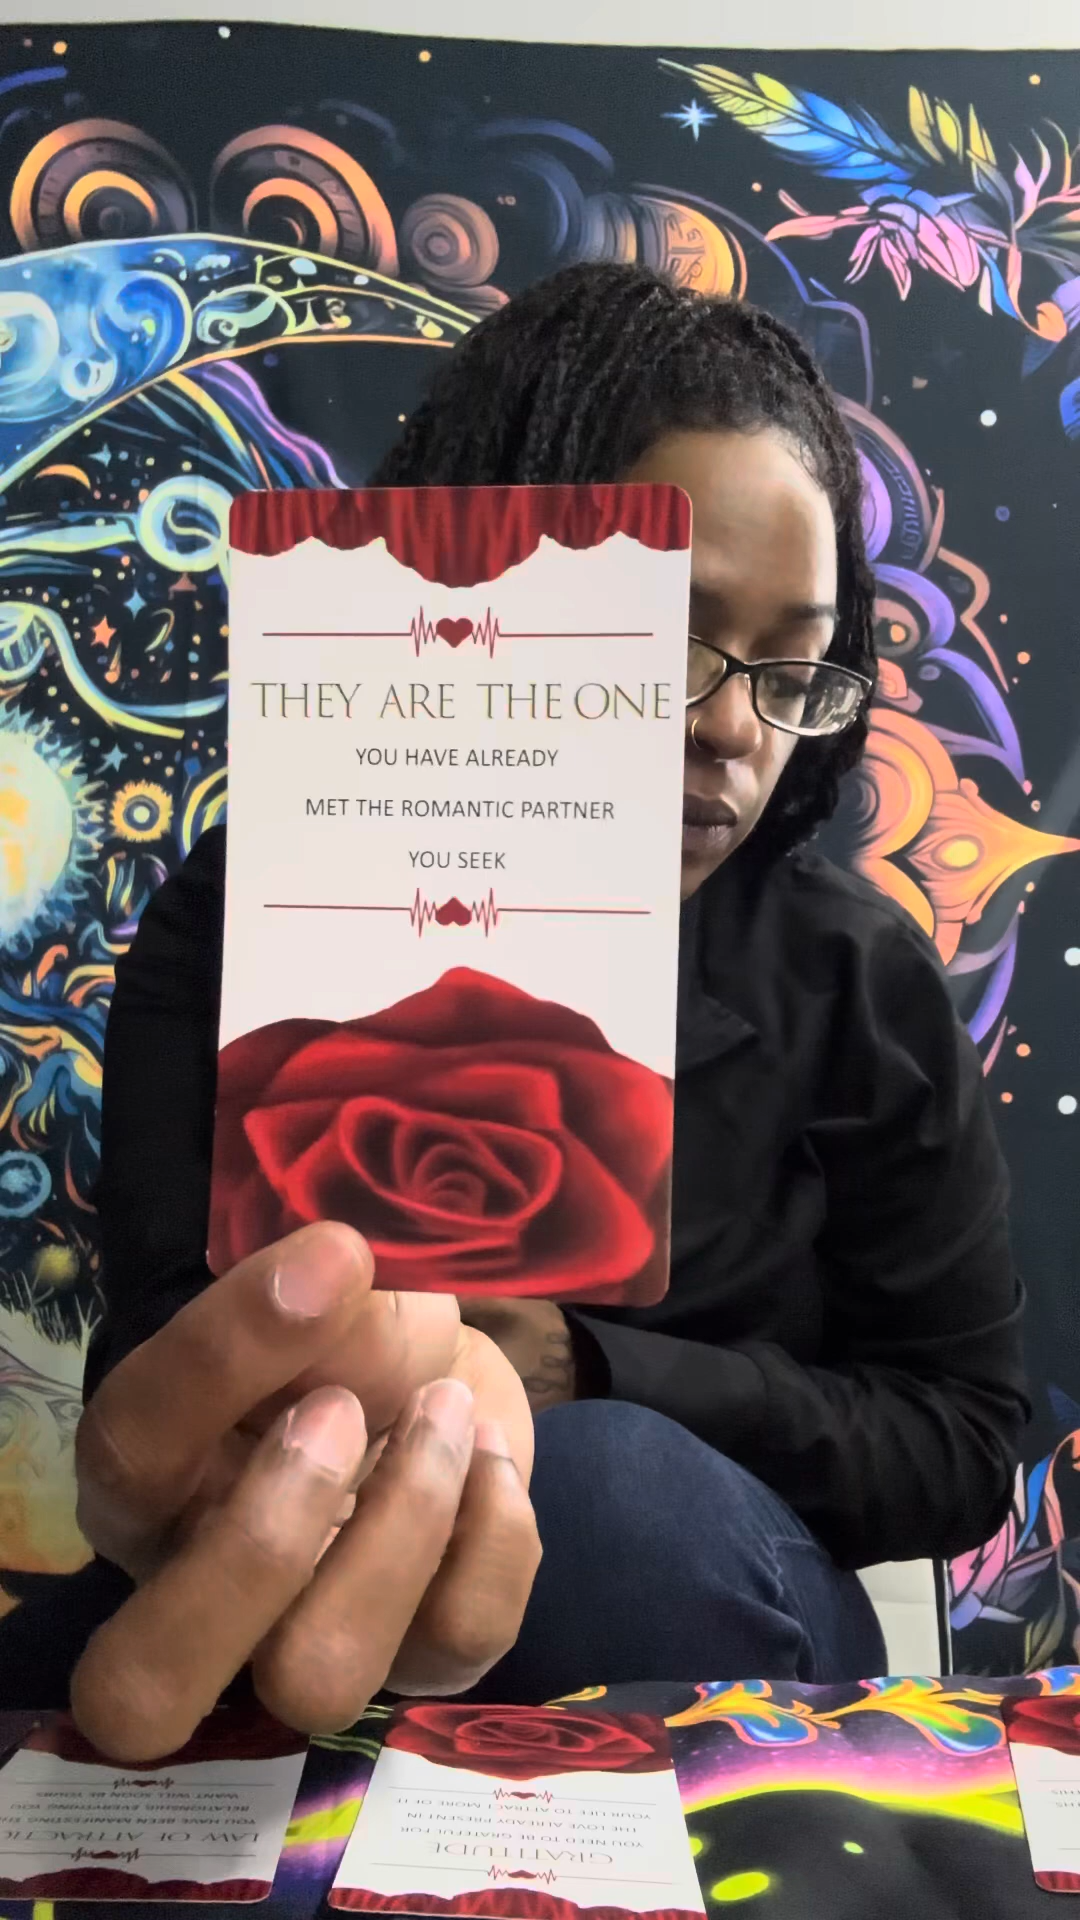 THEY ARE THE ONE
YOU HAVE ALREADY
MET THE ROMANTIC PARTNER
YOU SEEK
LAW OF ATTRACTIO
YOU HAVE BEEN MANIFESTING
RELATIONSHIP. EVERYTHING YOU
WANT WILL SOON BE YOURS
GRATITUDE
YOU NEED TO BE GRATEFUL FOR
THE LOVE ALREADY PRESENT IN
YOUR LIFE TO ATTRACT MORE OF IT